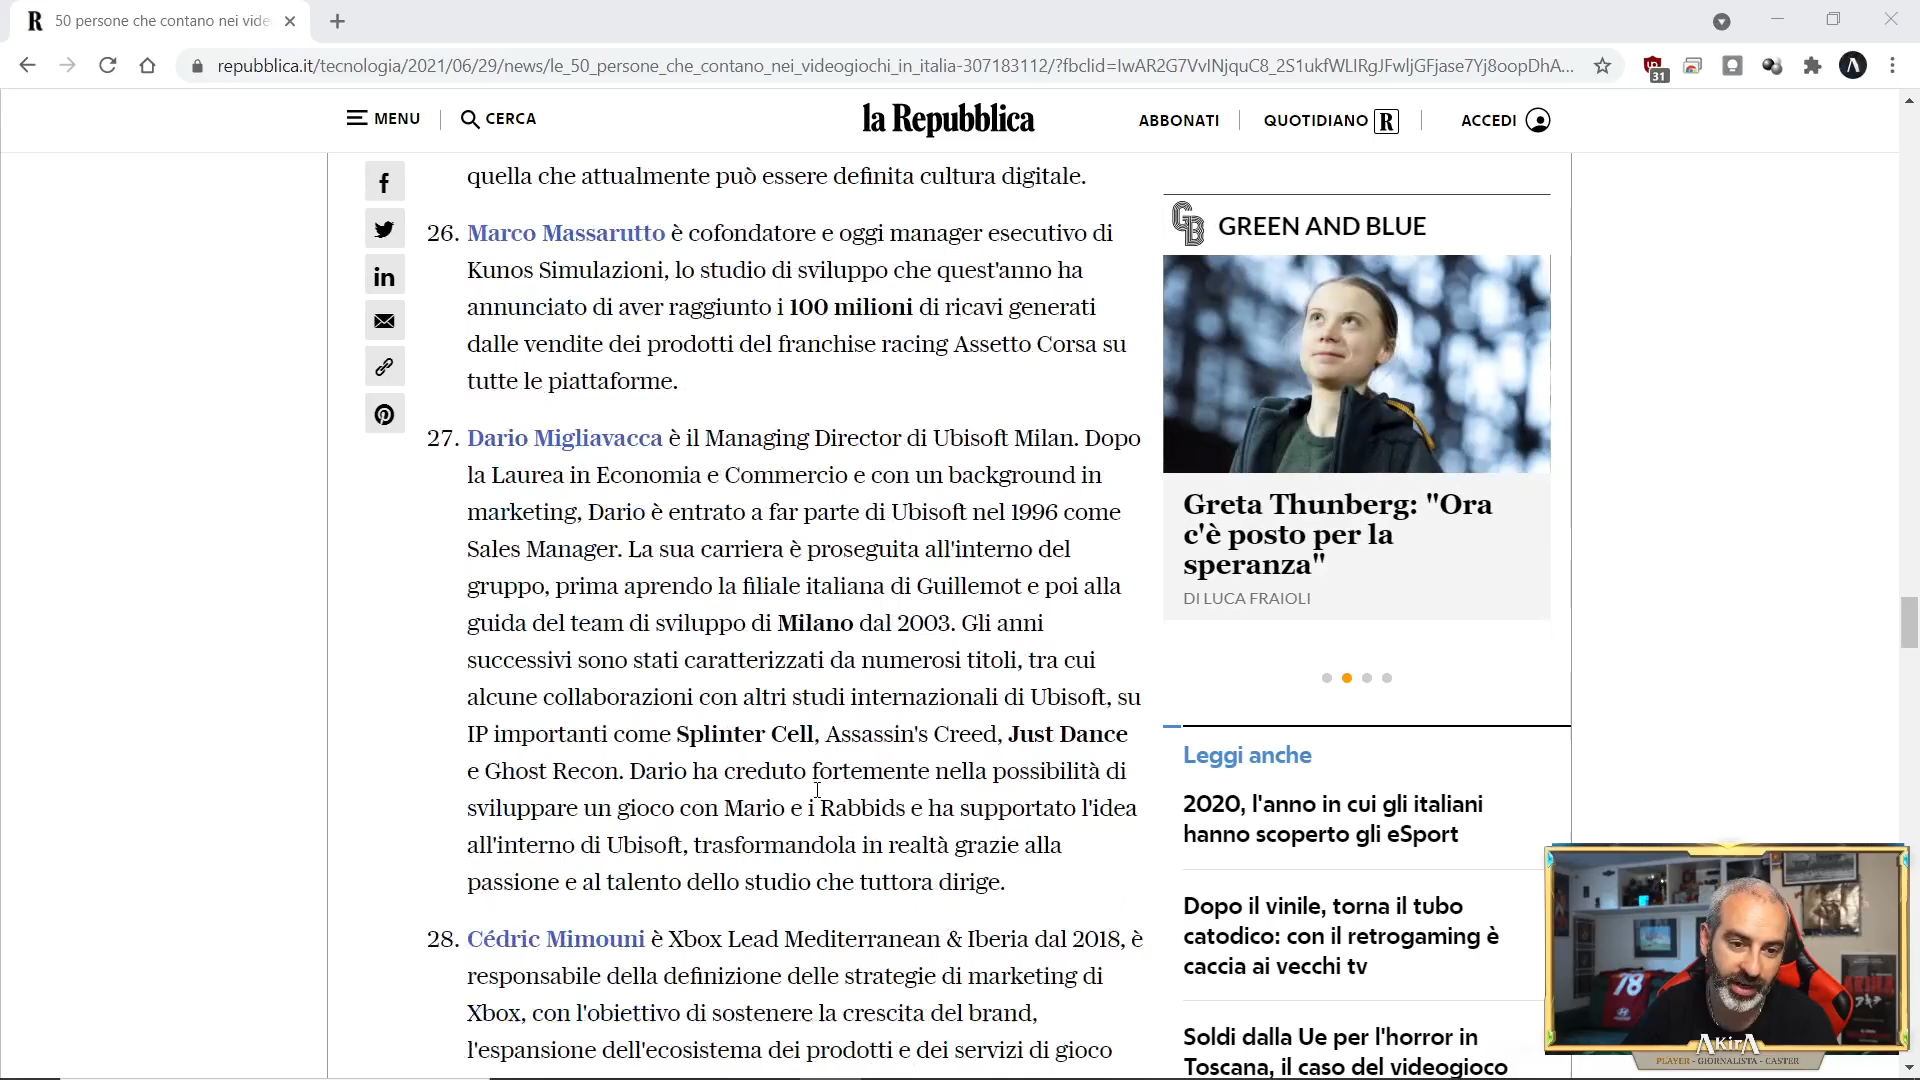 50 persone che contano nei vide
repubblica.it/tecnologia/2021/06/29/news/le_50_persone_che_contano_nei_videogiochi_in_italia-307183112/?fbclid=IwAR2G7VvINjquC8_2S1ukfWLIRgJFwljGFjase7Yj8oopDhA...
31
MENU
CERCA
la Repubblica
ABBONATI
QUOTIDIANO R
ACCEDI
quella che attualmente può essere definita cultura digitale.
26. Marco Massarutto è cofondatore e oggi manager esecutivo di
Kunos Simulazioni, lo studio di sviluppo che quest'anno ha
annunciato di aver raggiunto i 100 milioni di ricavi generati
dalle vendite dei prodotti del franchise racing Assetto Corsa su
tutte le piattaforme.
27. Dario Migliavacca è il Managing Director di Ubisoft Milan. Dopo
la Laurea in Economia e Commercio e con un background in
marketing, Dario è entrato a far parte di Ubisoft nel 1996 come
Sales Manager. La sua carriera è proseguita all'interno del
gruppo, prima aprendo la filiale italiana di Guillemot e poi alla
guida del team di sviluppo di Milano dal 2003. Gli anni
successivi sono stati caratterizzati da numerosi titoli, tra cui
alcune collaborazioni con altri studi internazionali di Ubisoft, su
IP importanti come Splinter Cell, Assassin's Creed, Just Dance
e Ghost Recon. Dario ha creduto fortemente nella possibilità di
sviluppare un gioco con Mario e i Rabbids e ha supportato l'idea
all'interno di Ubisoft, trasformandola in realtà grazie alla
passione e al talento dello studio che tuttora dirige.
28. Cédric Mimouni è Xbox Lead Mediterranean & Iberia dal 2018, è
responsabile della definizione delle strategie di marketing di
Xbox, con l'obiettivo di sostenere la crescita del brand,
l'espansione dell'ecosistema dei prodotti e dei servizi di gioco
GREEN AND BLUE
Greta Thunberg: "Ora
c'è posto per la
speranza"
DI LUCA FRAIOLI
Leggi anche
2020, l'anno in cui gli italiani
hanno scoperto gli eSport
Dopo il vinile, torna il tubo
catodico: con il retrogaming è
caccia ai vecchi tv
Soldi dalla Ue per l'horror in
Toscana, il caso del videogioco
78
AKirA
PLAYER - GIORNALISTA - CASTER